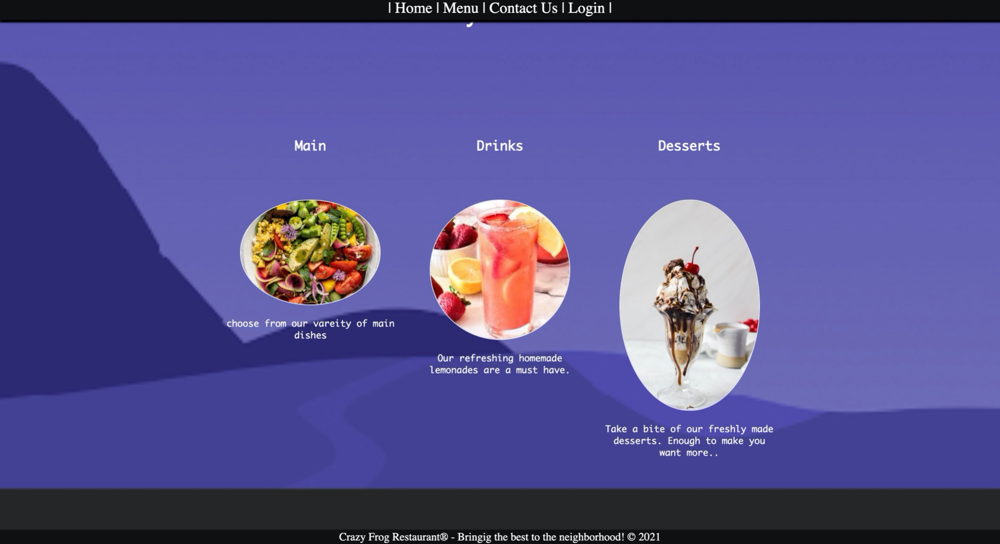 | Home | Menu | Contact Us | Login |
Main
Drinks
Desserts
choose from our vareity of main
dishes
Our refreshing homemade
lemonades are a must have.
Take a bite of our freshly made
desserts. Enough to make you
want more..
Crazy Frog Restaurant® - Bringig the best to the neighborhood! © 2021